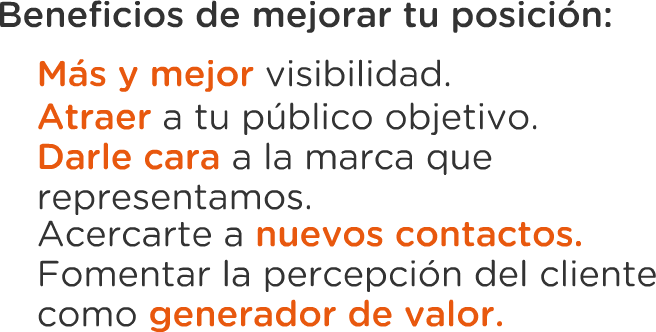 Beneficios de mejorar tu posición:
Más y mejor visibilidad.
Atraer a tu público objetivo.
Darle cara a la marca que
representamos.
Acercarte a nuevos contactos.
Fomentar la percepción del cliente
como generador de valor.